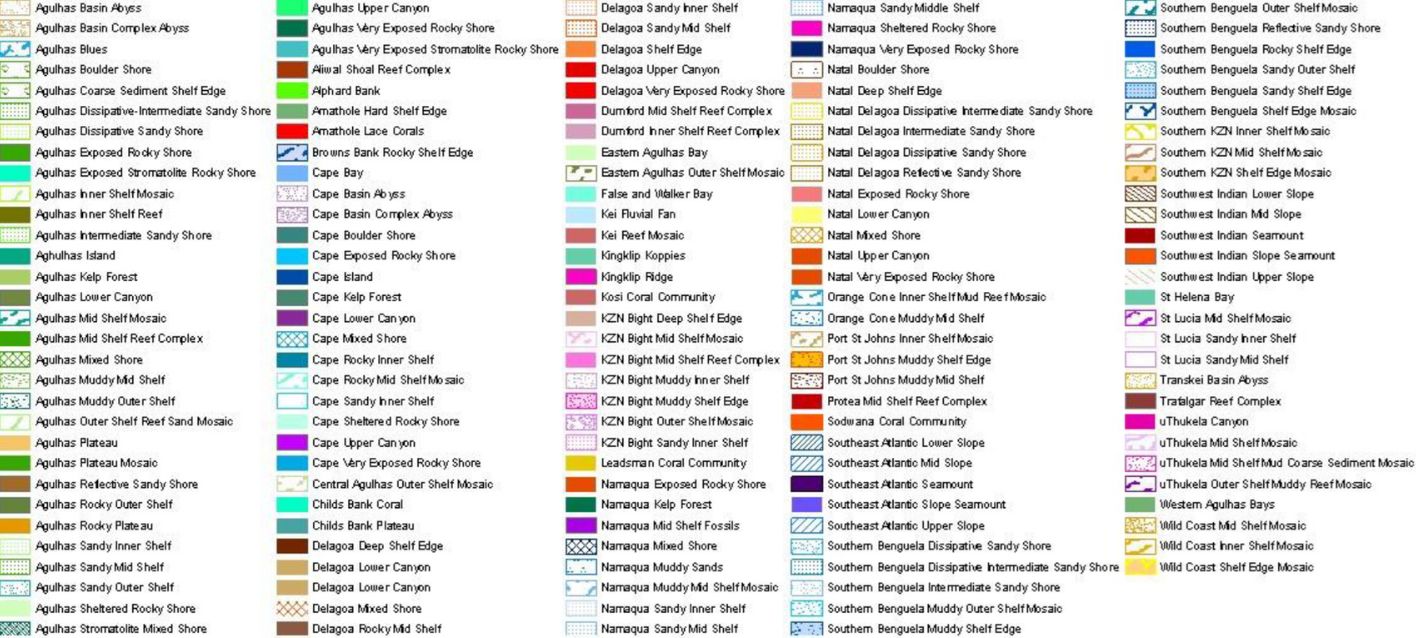 Agulhas Basin Abyss
Agulhas Basin Complex Abyss
Agulhas Blues
Agulhas Boulder Shore
Agulhas Coarse Sediment Shelf Edge
Agulhas Dissipative-Intermediate Sandy Shore
Agulhas Dissipative Sandy Shore
Agulhas Exposed Rocky Shore
Agulhas Exposed Stromatolite Rocky Shore
Agulhas Inner Shelf Mosaic
Agulhas Inner Shelf Reef
Agulhas Intermediate Sandy Shore
Aghulhas Island
Agulhas Kelp Forest
Agulhas Lower Canyon
Agulhas Mid Shelf Mosaic
Agulhas Mid Shelf Reef Complex
Agulhas Mixed Shore
Agulhas Muddy Mid Shelf
Agulhas Muddy Outer Shelf
Agulhas Outer Shelf Reef Sand Mosaic
Agulhas Plateau
Agulhas Plateau Mosaic
Agulhas Reflective Sandy Shore
Agulhas Rocky Outer Shelf
Agulhas Rocky Plateau
Agulhas Sandy Inner Shelf
Agulhas Sandy Mid Shelf
Agulhas Sandy Outer Shelf
Agulhas Sheltered Rocky Shore
Agulhas Stromatolite Mixed Shore
Agulhas Upper Canyon
Agulhas Very Exposed Rocky Shore
Agulhas Very Exposed Stromatolite Rocky Shore
Aliwal Shoal Reef Complex
Alphard Bank
Amathole Hard Shelf Edge
Amathole Lace Corals
Browns Bank Rocky Shelf Edge
Cape Bay
Cape Basin Abyss
Cape Basin Complex Abyss
Cape Boulder Shore
Cape Exposed Rocky Shore
Cape Island
Cape Kelp Forest
Cape Lower Canyon
Cape Mixed Shore
Cape Rocky Inner Shelf
Cape Rocky Mid Shelf Mosaic
Cape Sandy Inner Shelf
Cape Sheltered Rocky Shore
Cape Upper Canyon
Cape Very Exposed Rocky Shore
Central Agulhas Outer Shelf Mosaic
Childs Bank Coral
Childs Bank Plateau
Delagoa Deep Shelf Edge
Delagoa Lower Canyon
Delagoa Lower Canyon
Delagoa Mixed Shore
Delagoa Rocky Mid Shelf
Delagoa Sandy Inner Shelf
Delagoa Sandy Mid Shelf
Delagoa Shelf Edge
Delagoa Upper Canyon
Delagoa Very Exposed Rocky Shore
Durnford Mid Shelf Reef Complex
Durnford Inner Shelf Reef Complex
Eastern Agulhas Bay
Eastern Agulhas Outer Shelf Mosaic
False and Walker Bay
Kei Fluvial Fan
Kei Reef Mosaic
Kingklip Koppies
Kingklip Ridge
Kosi Coral Community
KZN Bight Deep Shelf Edge
KZN Bight Mid Shelf Mosaic
KZN Bight Mid Shelf Reef Complex
KZN Bight Muddy Inner Shelf
KZN Bight Muddy Shelf Edge
KZN Bight Outer Shelf Mosaic
KZN Bight Sandy Inner Shelf
Leadsman Coral Community
Namaqua Exposed Rocky Shore
Namaqua Kelp Forest
Namaqua Mid Shelf Fossils
Namaqua Mixed Shore
Namaqua Muddy Sands
Namaqua Muddy Mid Shelf Mosaic
Namaqua Sandy Inner Shelf
Namaqua Sandy Mid Shelf
Namaqua Sandy Middle Shelf
Namaqua Sheltered Rocky Shore
Namaqua Very Exposed Rocky Shore
Natal Boulder Shore
Natal Deep Shelf Edge
Natal Delagoa Dissipative Intermediate Sandy Shore
Natal Delagoa Intermediate Sandy Shore
Natal Delagoa Dissipative Sandy Shore
Natal Delagoa Reflective Sandy Shore
Natal Exposed Rocky Shore
Natal Lower Canyon
Natal Mixed Shore
Natal Upper Canyon
Natal Very Exposed Rocky Shore
Orange Cone Inner Shelf Mud Reef Mosaic
Orange Cone Muddy Mid Shelf
Port St Johns Inner Shelf Mosaic
Port St Johns Muddy Shelf Edge
Port St Johns Muddy Mid Shelf
Protea Mid Shelf Reef Complex
Sodwana Coral Community
Southeast Atlantic Lower Slope
Southeast Atlantic Mid Slope
Southeast Atlantic Seamount
Southeast Atlantic Slope Seamount
Southeast Atlantic Upper Slope
Southern Benguela Dissipative Sandy Shore
Southern Benguela Dissipative Intermediate Sandy Shore
Southern Benguela Intermediate Sandy Shore
Southern Benguela Muddy Outer Shelf Mosaic
Southern Benguela Muddy Shelf Edge
Southern Benguela Outer Shelf Mosaic
Southern Benguela Reflective Sandy Shore
Southern Benguela Rocky Shelf Edge
Southern Benguela Sandy Outer Shelf
Southern Benguela Sandy Shelf Edge
Southern Benguela Shelf Edge Mosaic
Southern KZN Inner Shelf Mosaic
Southern KZN Mid Shelf Mosaic
Southern KZN Shelf Edge Mosaic
Southwest Indian Lower Slope
Southwest Indian Mid Slope
Southwest Indian Seamount
Southwest Indian Slope Seamount
Southwest Indian Upper Slope
St Helena Bay
St Lucia Mid Shelf Mosaic
St Lucia Sandy Inner Shelf
St Lucia Sandy Mid Shelf
Transkei Basin Abyss
Trafalgar Reef Complex
uThukela Canyon
uThukela Mid Shelf Mosaic
uThukela Mid Shelf Mud Coarse Sediment Mosaic
uThukela Outer Shelf Muddy Reef Mosaic
Western Agulhas Bays
Wild Coast Mid Shelf Mosaic
Wild Coast Inner Shelf Mosaic
Wild Coast Shelf Edge Mosaic